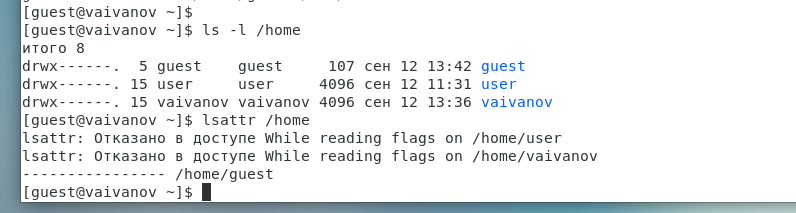 [guest@vaivanov ~]$
[guest@vaivanov ~]$ ls -l /home
итого 8
drwx------.  5 guest    guest     107 сен 12 13:42 guest
drwx------. 15 user     user     4096 сен 12 11:31 user
drwx------. 15 vaivanov vaivanov 4096 сен 12 13:36 vaivanov
[guest@vaivanov ~]$ lsattr /home
lsattr: Отказано в доступе While reading flags on /home/user
lsattr: Отказано в доступе While reading flags on /home/vaivanov
---------------- /home/guest
[guest@vaivanov ~]$